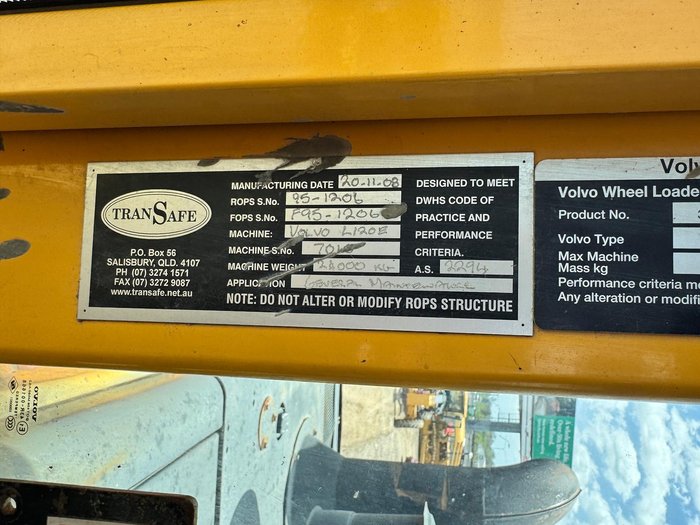 TRANSAFE
P.O. Box 56
SALISBURY, QLD. 4107
PH (07) 3274 1571
FAX (07) 3272 9087
www.transafe.net.au
MANUFACTURING DATE 20-11-08
ROPS S.No. 95-1206
FOPS S.No. F95-1206
MACHINE: VOLVO L120E
MACHINE S.No.
MACHINE WEIGHT 000 KG
APPLICATION GENERAL MAINTENANCE
DESIGNED TO MEET
DWHS CODE OF
PRACTICE AND
PERFORMANCE
CRITERIA.
A.S. 2294
NOTE: DO NOT ALTER OR MODIFY ROPS STRUCTURE
Volvo Wheel Loade
Product No.
Volvo Type
Max Machine
Mass kg
Performance criteria me
Any alteration or modifi
VOLVO